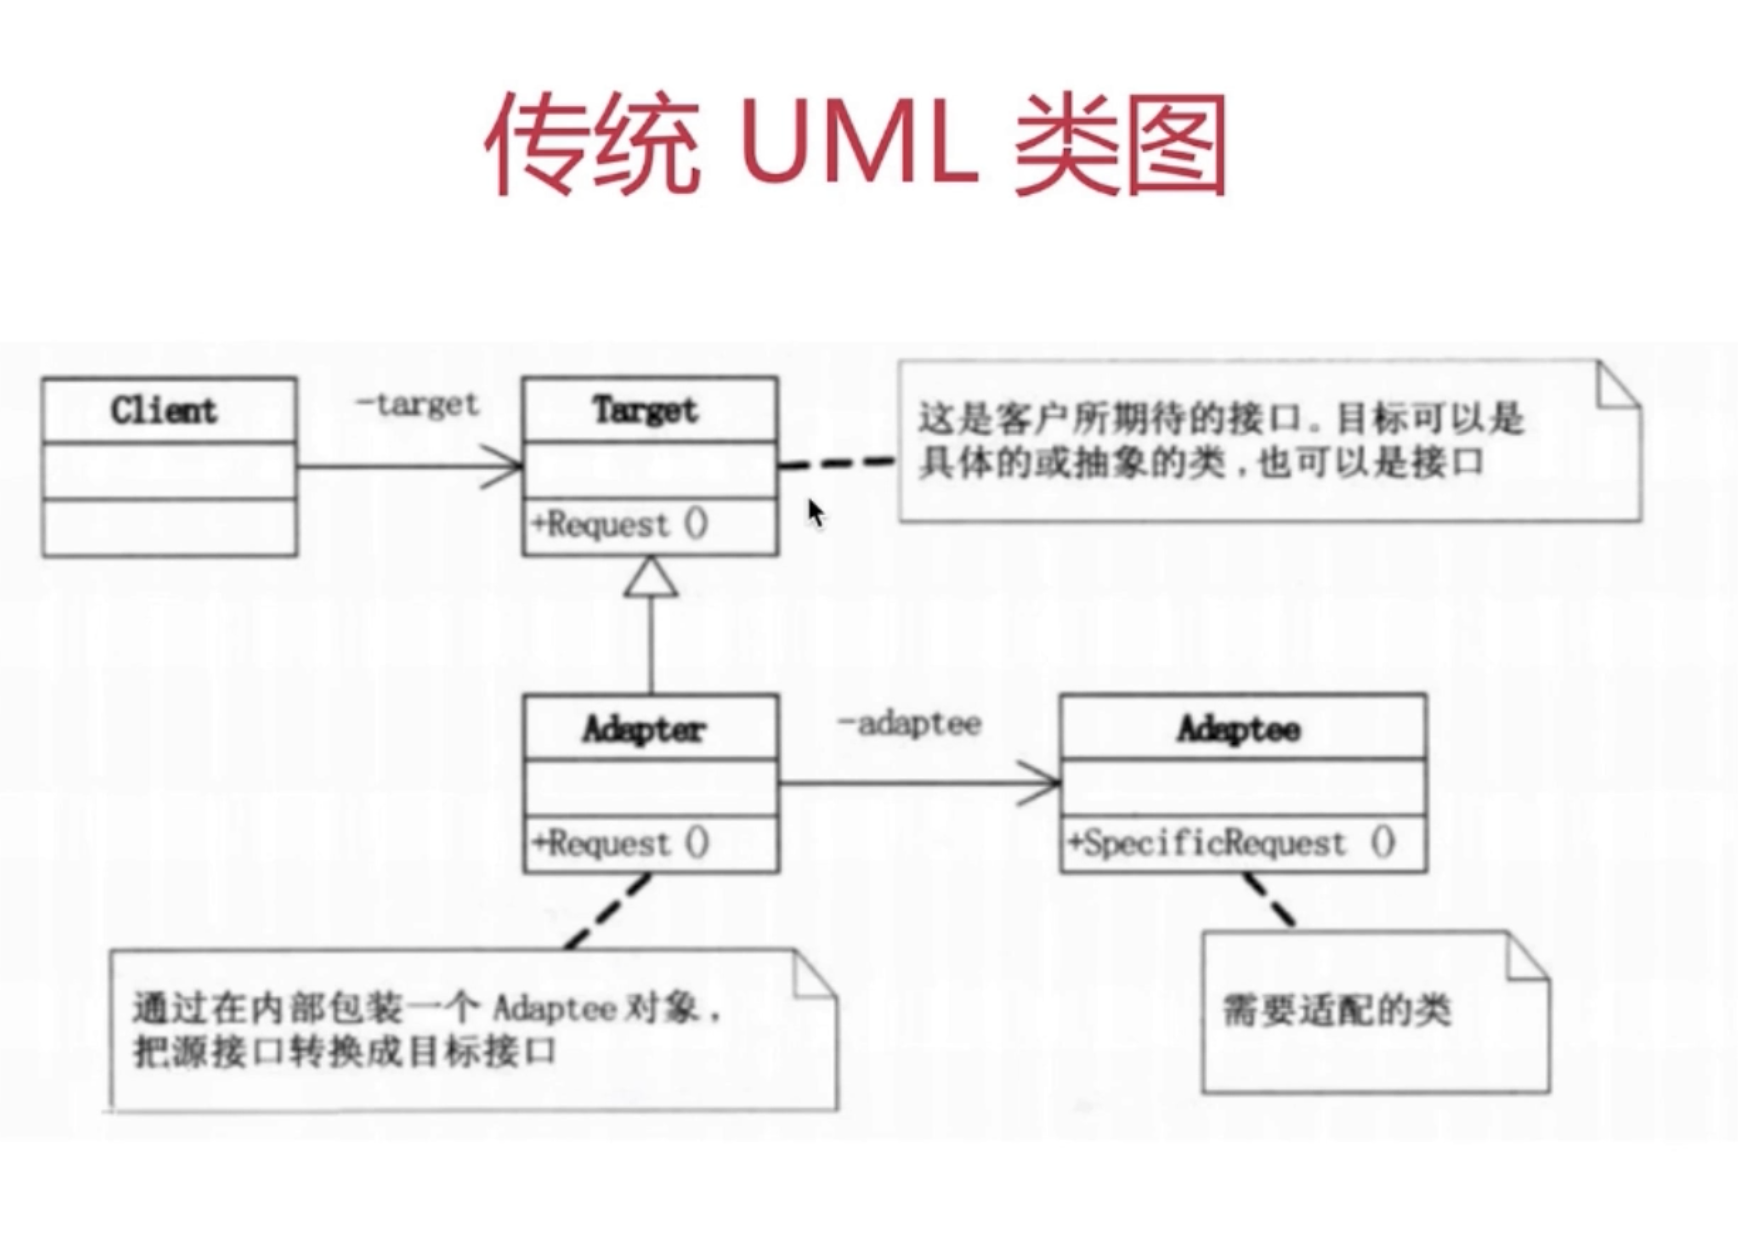 传统 UML 类图
Client
-target
Target
+Request ()
这是客户所期待的接口。目标可以是
具体的或抽象的类,也可以是接口
Adapter
+Request ()
-adaptee
Adaptee
+SpecificRequest ()
通过在内部包装一个 Adaptee 对象,
把源接口转换成目标接口
需要适配的类